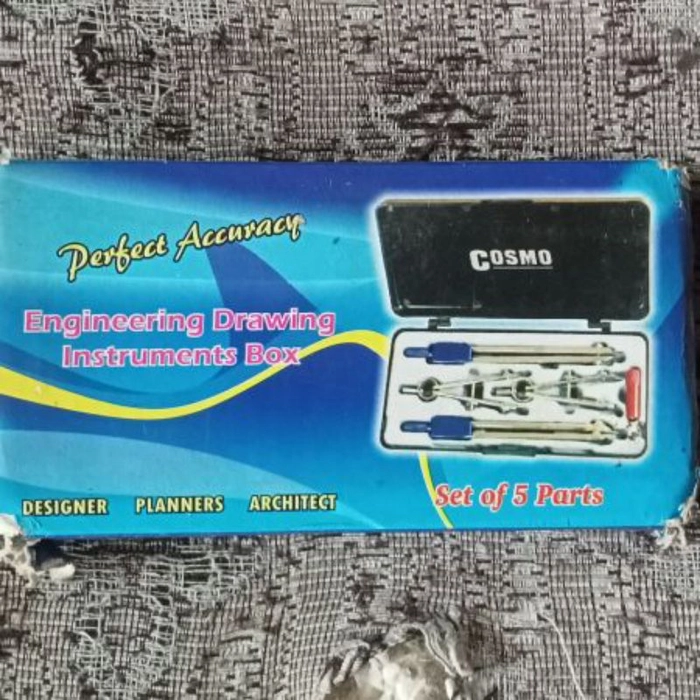 Perfect Accuracy
Engineering Drawing
Instruments Box
COSMO
DESIGNER PLANNERS ARCHITECT
Set of 5 Parts